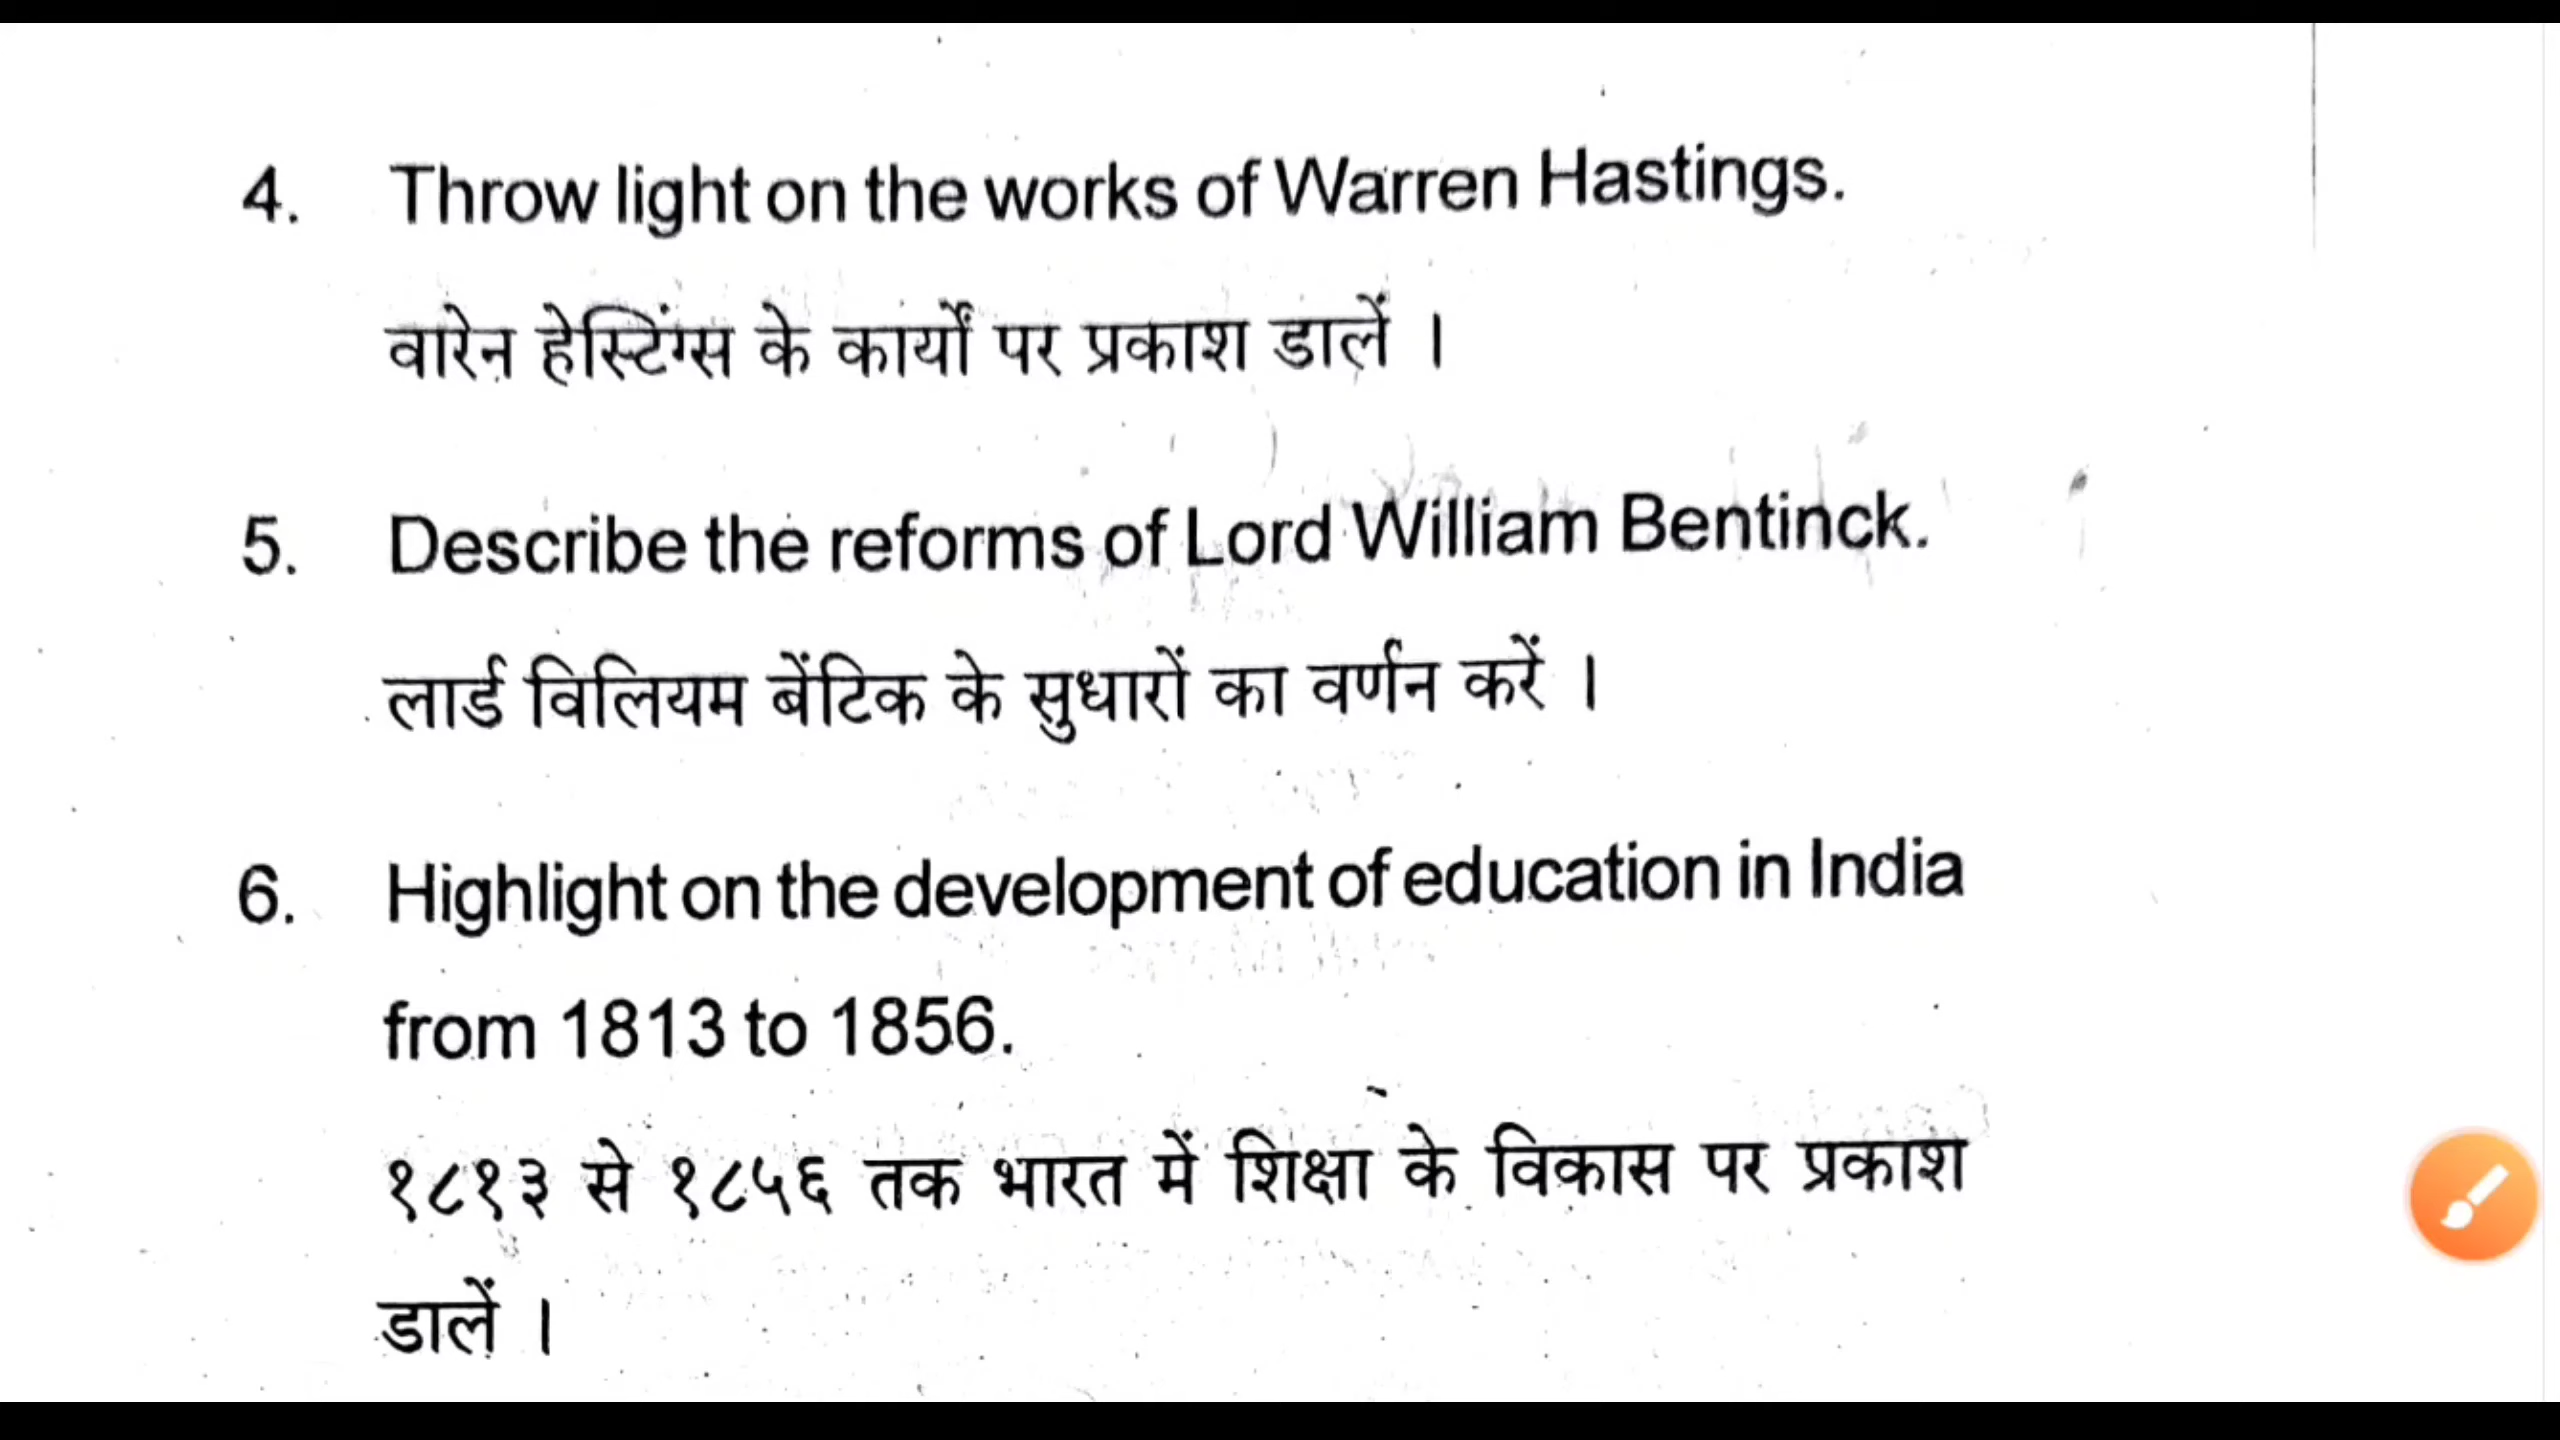 4. Throw light on the works of Warren Hastings.
वारेन हेस्टिंग्स के कार्यों पर प्रकाश डालें ।
5. Describe the reforms of Lord William Bentinck.
लार्ड विलियम बेंटिक के सुधारों का वर्णन करें ।
6. Highlight on the development of education in India
from 1813 to 1856.
१८१३ से १८५६ तक भारत में शिक्षा के विकास पर प्रकाश
डालें ।